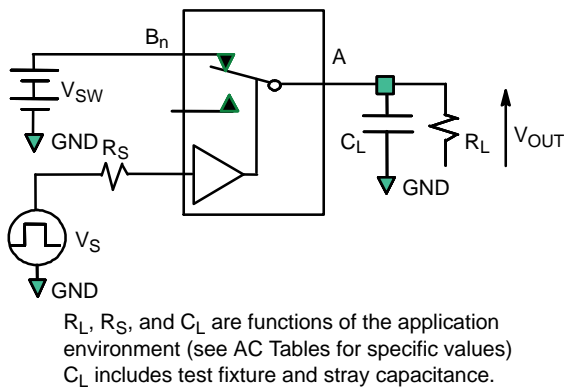 Bn
A
VSW
GND
RS
CL
RL
VOUT
GND
VS
GND
RL, RS, and CL are functions of the application
environment (see AC Tables for specific values)
CL includes test fixture and stray capacitance.